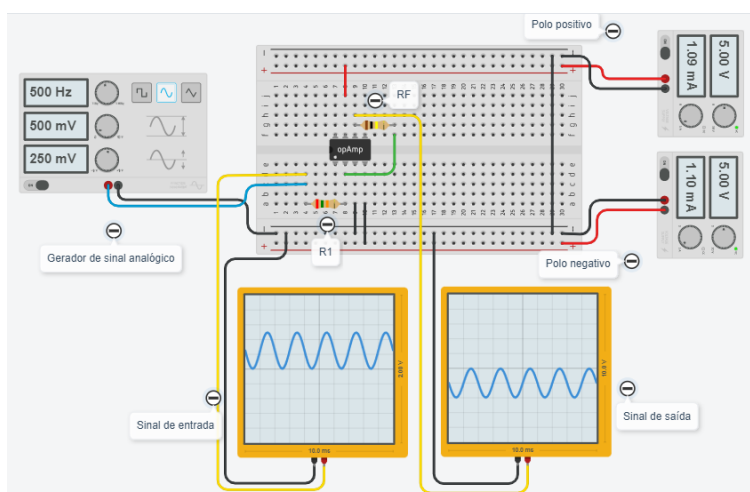 Polo positivo
500 Hz
500 mV
250 mV
RF
opAmp
R1
5.00 V
1.09 mA
5.00 V
1.10 mA
Gerador de sinal analógico
Polo negativo
Sinal de entrada
2.00 V
10.0 ms
10.0 V
10.0 ms
Sinal de saída